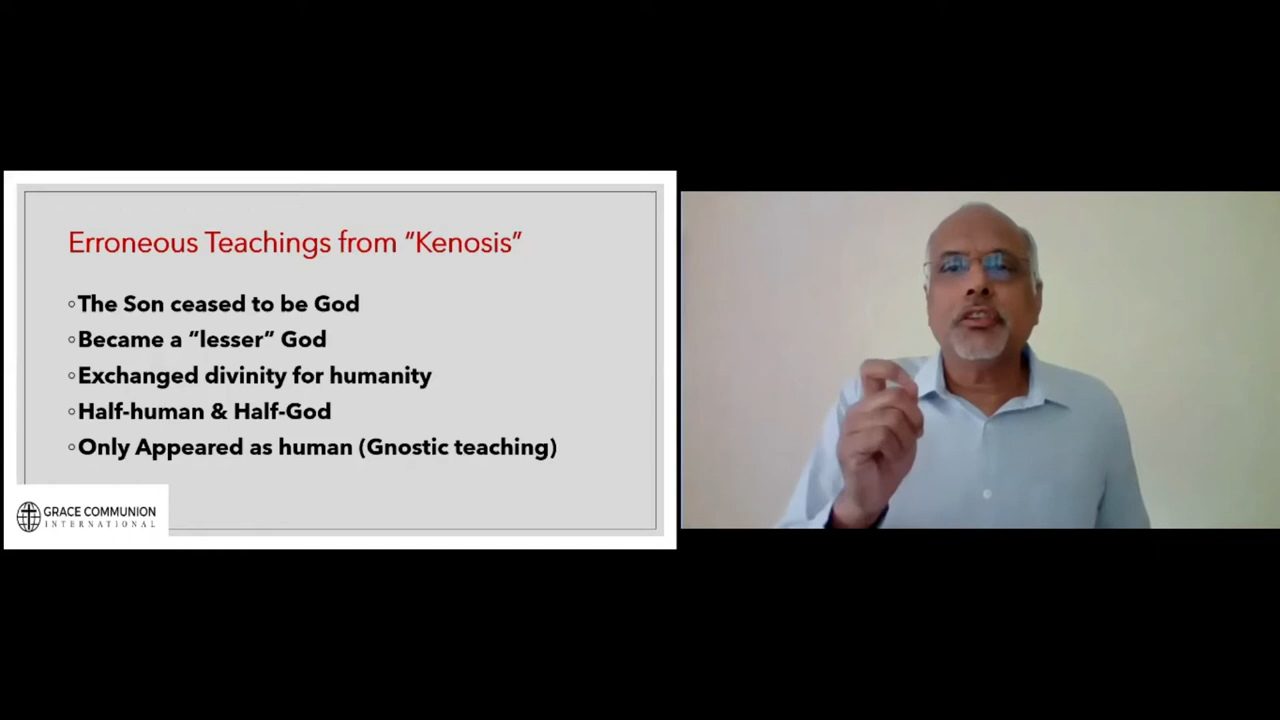 Erroneous Teachings from "Kenosis"
◦The Son ceased to be God
◦Became a "lesser" God
◦Exchanged divinity for humanity
◦Half-human & Half-God
◦Only Appeared as human (Gnostic teaching)
GRACE COMMUNION
INTERNATIONAL